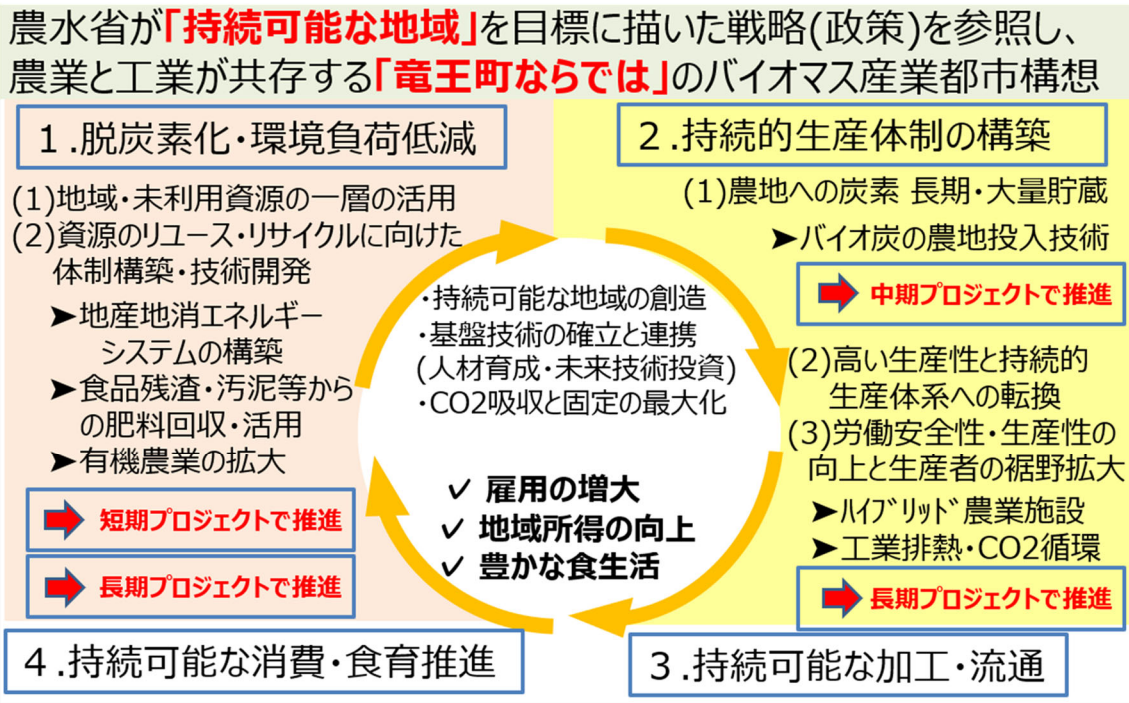 農水省が「持続可能な地域」を目標に描いた戦略(政策)を参照し、
農業と工業が共存する「竜王町ならでは」のバイオマス産業都市構想
１.脱炭素化・環境負荷低減
(1)地域・未利用資源の一層の活用
(2)資源のリユース・リサイクルに向けた
体制構築・技術開発
➤地産地消エネルギー
システムの構築
➤食品残渣・汚泥等から
の肥料回収・活用
➤有機農業の拡大
短期プロジェクトで推進
長期プロジェクトで推進
２.持続的生産体制の構築
(1)農地への炭素 長期・大量貯蔵
➤バイオ炭の農地投入技術
中期プロジェクトで推進
(2)高い生産性と持続的
生産体系への転換
(3)労働安全性・生産性の
向上と生産者の裾野拡大
➤ﾊｲﾌﾞﾘｯﾄﾞ農業施設
➤工業排熱・CO2循環
長期プロジェクトで推進
・持続可能な地域の創造
・基盤技術の確立と連携
(人材育成・未来技術投資)
・CO2吸収と固定の最大化
✓ 雇用の増大
✓ 地域所得の向上
✓ 豊かな食生活
４.持続可能な消費・食育推進
３.持続可能な加工・流通